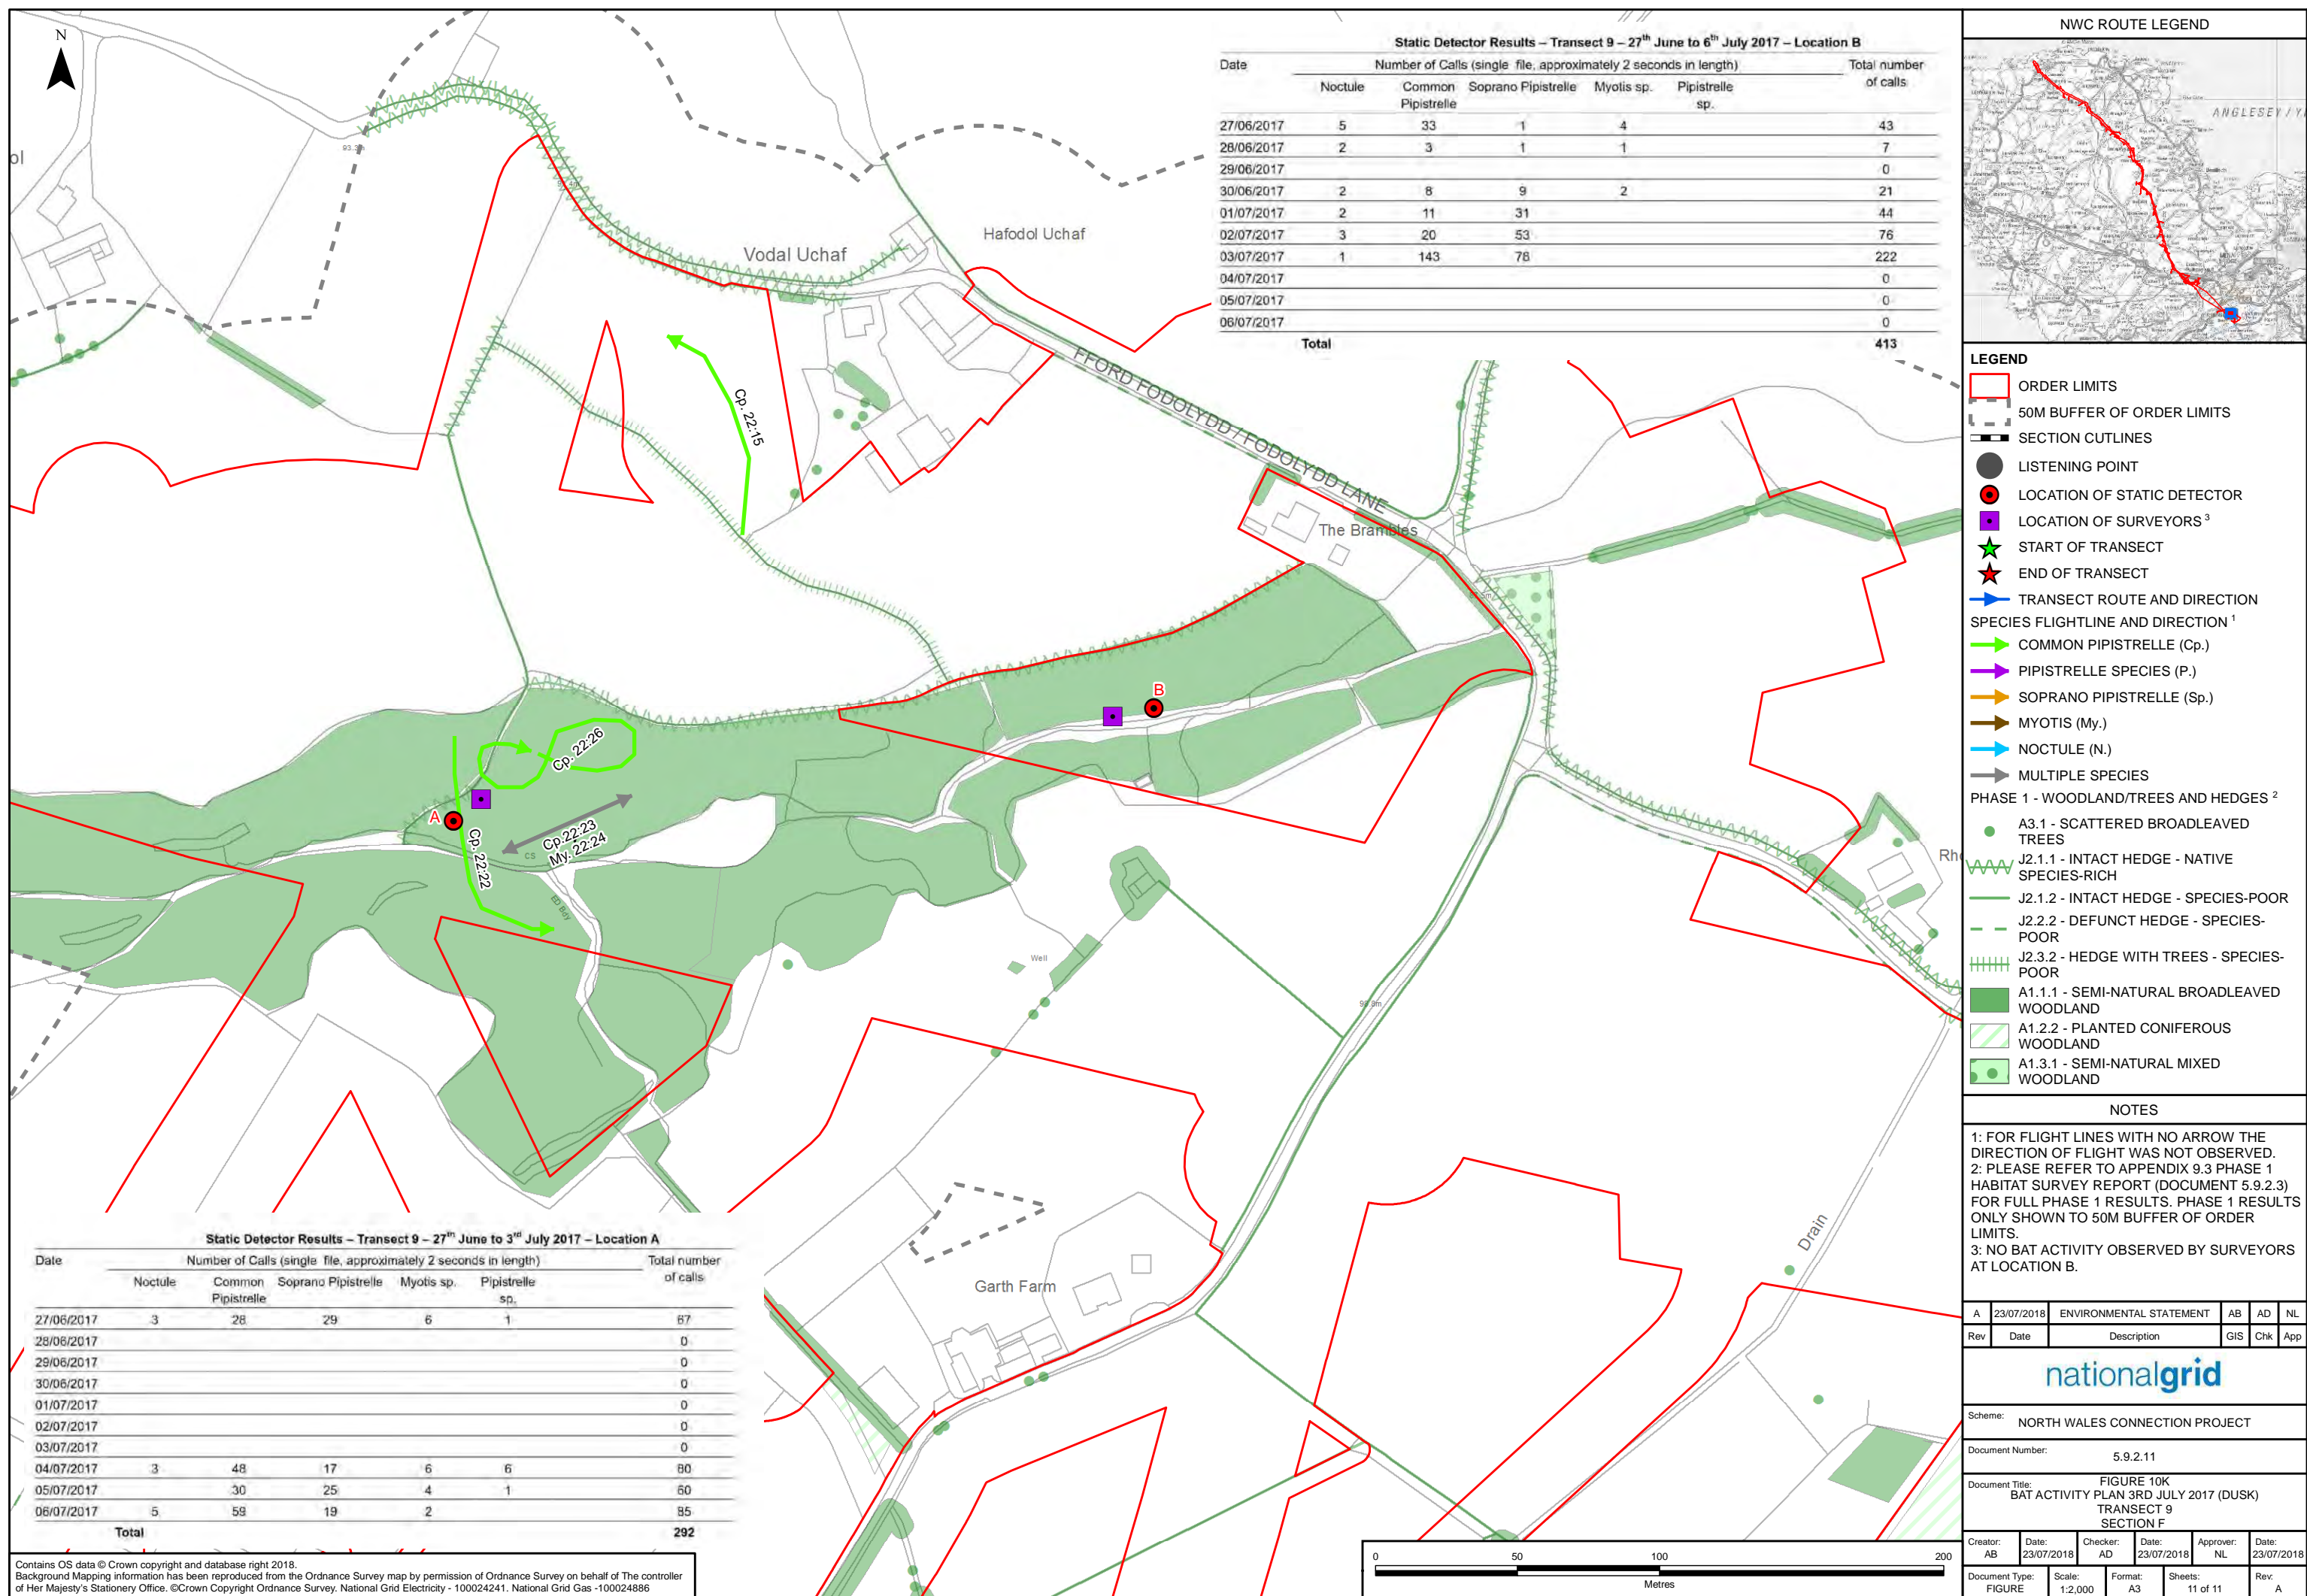 N
Static Detector Results – Transect 9 – 27th June to 6th July 2017 – Location B
Date Number of Calls (single file, approximately 2 seconds in length) Total number of calls
Noctule Common Pipistrelle Soprano Pipistrelle Myotis sp. Pipistrelle sp.
27/06/2017 5 33 1 4 43
28/06/2017 2 3 1 1 7
29/06/2017 0
30/06/2017 2 8 9 2 21
01/07/2017 2 11 31 44
02/07/2017 3 20 53 76
03/07/2017 1 143 78 222
04/07/2017 0
05/07/2017 0
06/07/2017 0
Total 413
ol
93.3m
Vodal Uchaf
Hafodol Uchaf
FFORD FODOLYDD / FODOLYDD LANE
The Brambles
Cp. 22:15
B
A
Cp. 22:26
Cp. 22:22
Cp.22:23
My. 22:24
CS
ED Bdy
Well
98.8m
Rho
Garth Farm
Drain
Static Detector Results – Transect 9 – 27th June to 3rd July 2017 – Location A
Date Number of Calls (single file, approximately 2 seconds in length) Total number of calls
Noctule Common Pipistrelle Soprano Pipistrelle Myotis sp. Pipistrelle sp.
27/06/2017 3 28 29 6 1 67
28/06/2017 0
29/06/2017 0
30/06/2017 0
01/07/2017 0
02/07/2017 0
03/07/2017 0
04/07/2017 3 48 17 6 6 80
05/07/2017 30 25 4 1 60
06/07/2017 5 59 19 2 85
Total 292
Contains OS data © Crown copyright and database right 2018.
Background Mapping information has been reproduced from the Ordnance Survey map by permission of Ordnance Survey on behalf of The controller
of Her Majesty's Stationery Office. ©Crown Copyright Ordnance Survey. National Grid Electricity - 100024241. National Grid Gas -100024886
0 50 100 200
Metres
NWC ROUTE LEGEND
ANGLESEY / Y
LEGEND
ORDER LIMITS
50M BUFFER OF ORDER LIMITS
SECTION CUTLINES
LISTENING POINT
LOCATION OF STATIC DETECTOR
LOCATION OF SURVEYORS 3
START OF TRANSECT
END OF TRANSECT
TRANSECT ROUTE AND DIRECTION
SPECIES FLIGHTLINE AND DIRECTION 1
COMMON PIPISTRELLE (Cp.)
PIPISTRELLE SPECIES (P.)
SOPRANO PIPISTRELLE (Sp.)
MYOTIS (My.)
NOCTULE (N.)
MULTIPLE SPECIES
PHASE 1 - WOODLAND/TREES AND HEDGES 2
A3.1 - SCATTERED BROADLEAVED
TREES
J2.1.1 - INTACT HEDGE - NATIVE
SPECIES-RICH
J2.1.2 - INTACT HEDGE - SPECIES-POOR
J2.2.2 - DEFUNCT HEDGE - SPECIES-
POOR
J2.3.2 - HEDGE WITH TREES - SPECIES-
POOR
A1.1.1 - SEMI-NATURAL BROADLEAVED
WOODLAND
A1.2.2 - PLANTED CONIFEROUS
WOODLAND
A1.3.1 - SEMI-NATURAL MIXED
WOODLAND
NOTES
1: FOR FLIGHT LINES WITH NO ARROW THE
DIRECTION OF FLIGHT WAS NOT OBSERVED.
2: PLEASE REFER TO APPENDIX 9.3 PHASE 1
HABITAT SURVEY REPORT (DOCUMENT 5.9.2.3)
FOR FULL PHASE 1 RESULTS. PHASE 1 RESULTS
ONLY SHOWN TO 50M BUFFER OF ORDER
LIMITS.
3: NO BAT ACTIVITY OBSERVED BY SURVEYORS
AT LOCATION B.
A 23/07/2018 ENVIRONMENTAL STATEMENT AB AD NL
Rev Date Description GIS Chk App
nationalgrid
Scheme: NORTH WALES CONNECTION PROJECT
Document Number: 5.9.2.11
Document Title: FIGURE 10K
BAT ACTIVITY PLAN 3RD JULY 2017 (DUSK)
TRANSECT 9
SECTION F
Creator: AB Date: 23/07/2018 Checker: AD Date: 23/07/2018 Approver: NL Date: 23/07/2018
Document Type: FIGURE Scale: 1:2,000 Format: A3 Sheets: 11 of 11 Rev: A